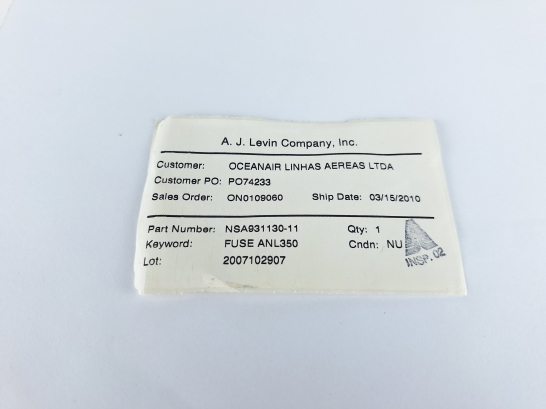 A. J. Levin Company, Inc.
Customer: OCEANAIR LINHAS AEREAS LTDA
Customer PO: PO74233
Sales Order: ON0109060 Ship Date: 03/15/2010
Part Number: NSA931130-11 Qty: 1
Keyword: FUSE ANL350 Cndn: NU
Lot: 2007102907
A
INSP. 02